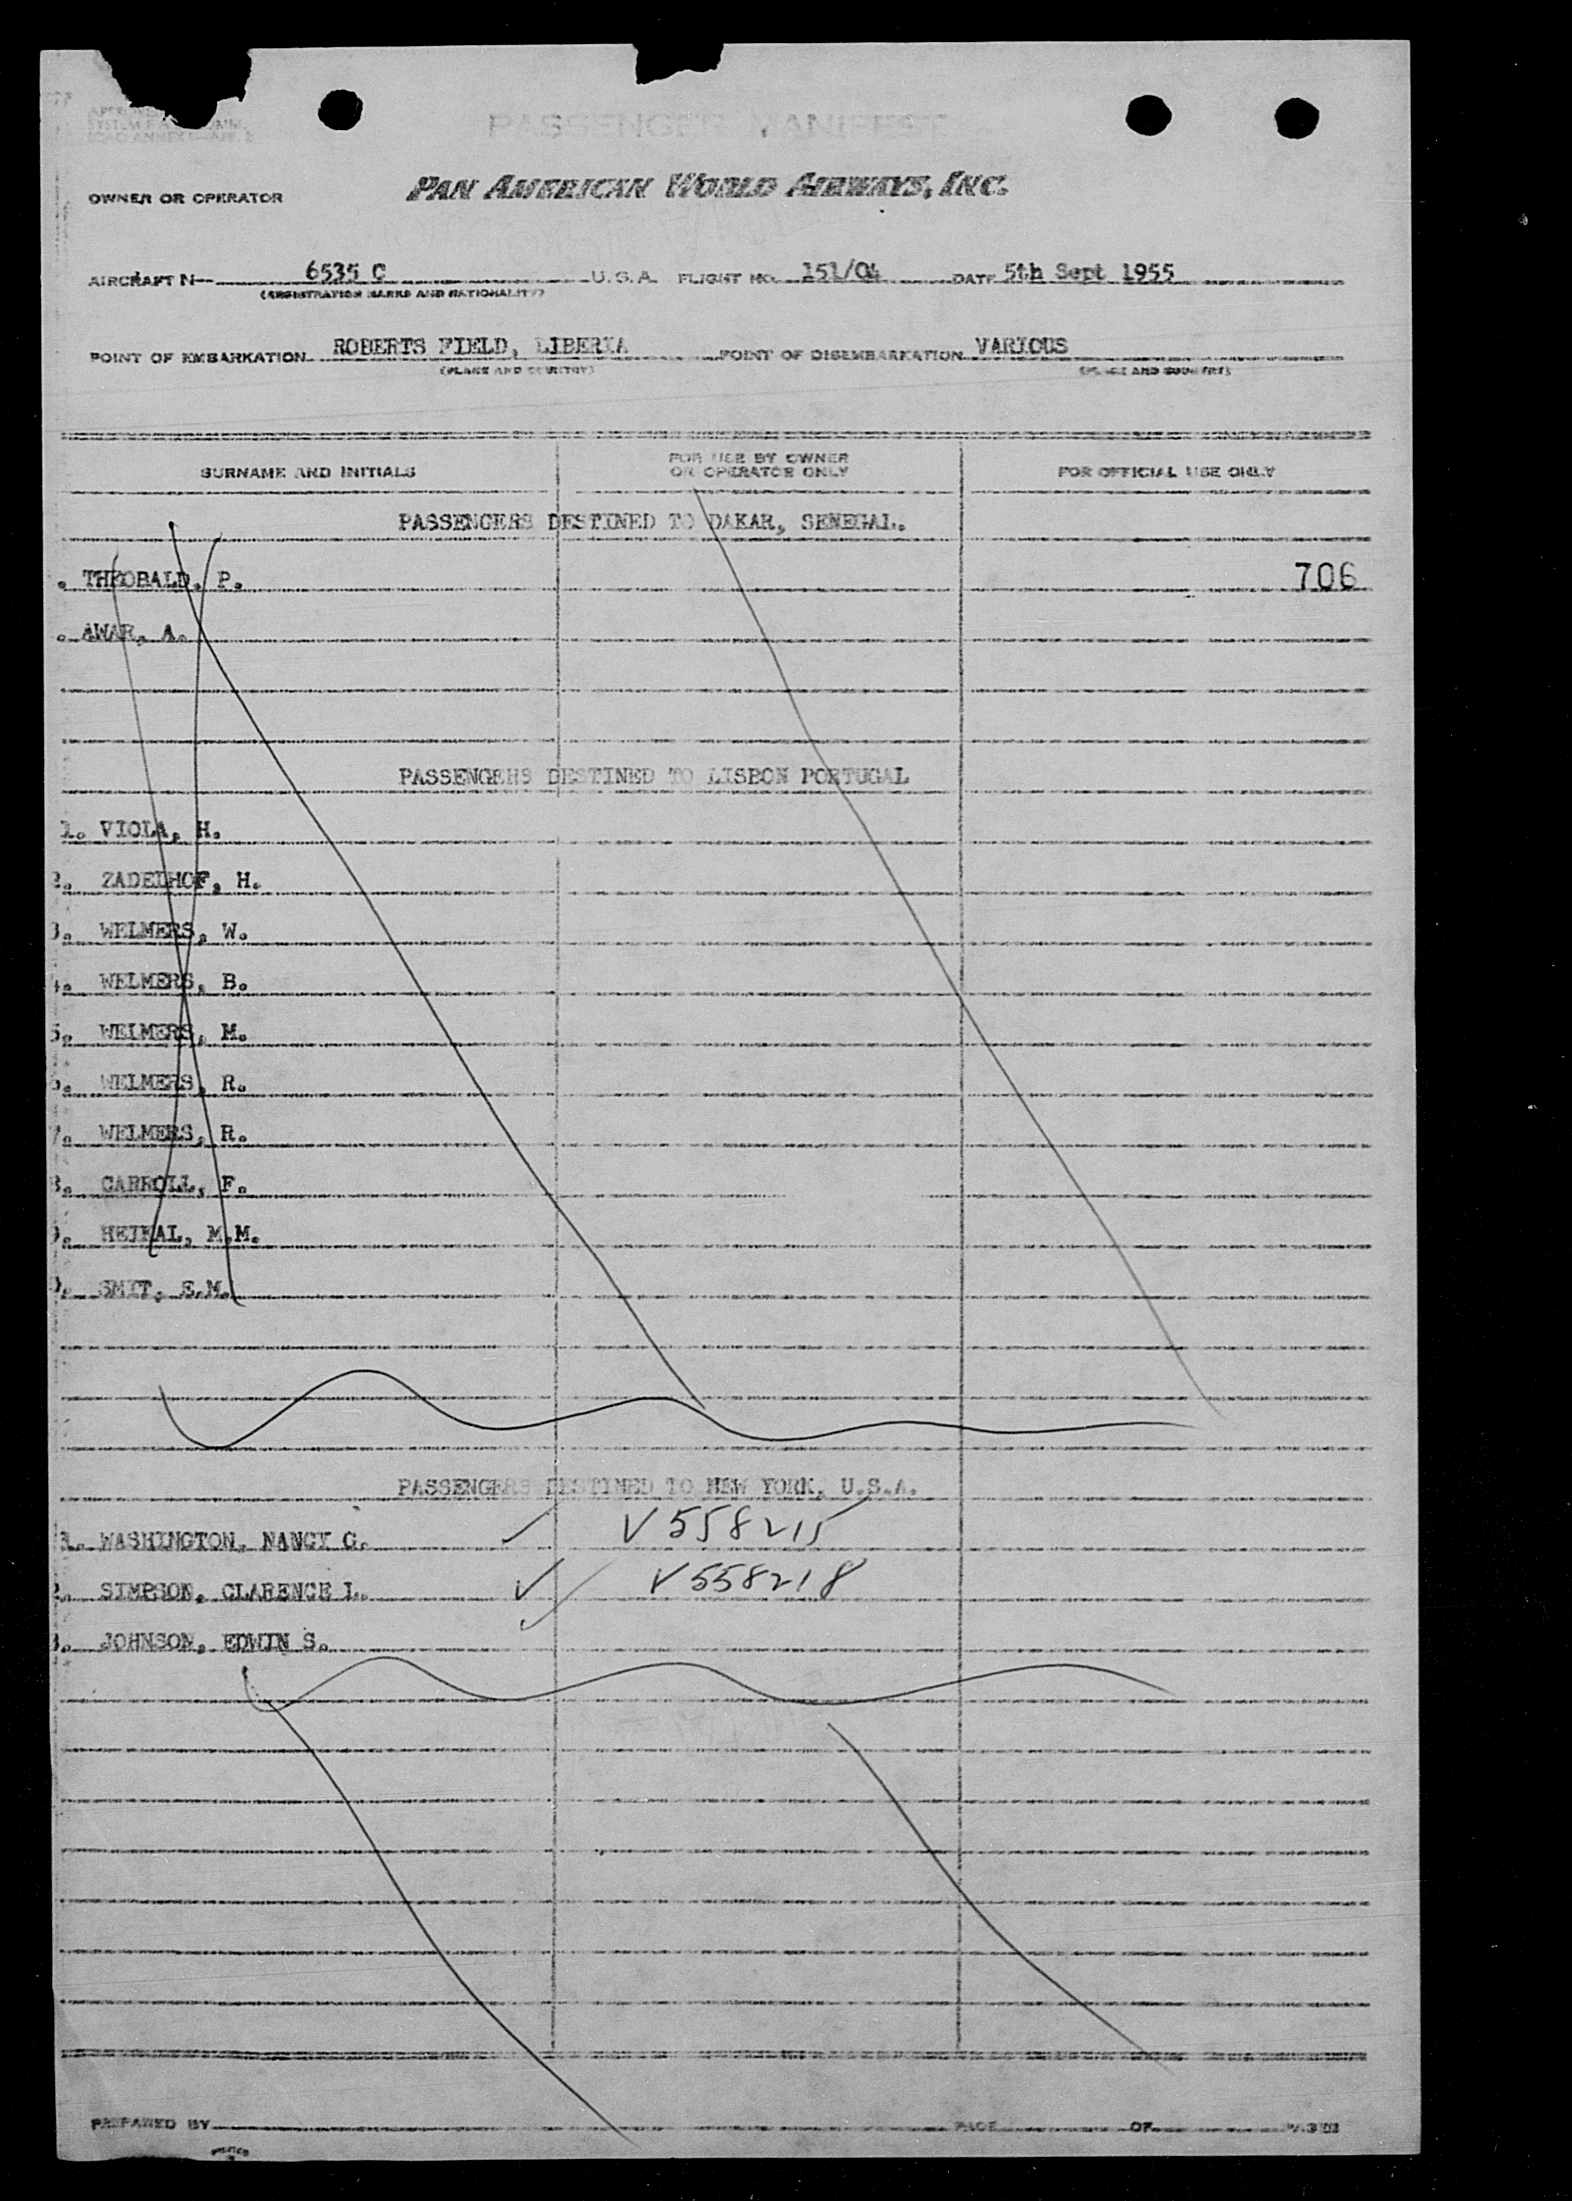 PASSENGER MANIFEST
OWNER OR OPERATOR PAN AMERICAN WORLD AIRWAYS, INC.
AIRCRAFT N— 6535 C U.S.A. FLIGHT NO. 151/04 DATE 5th Sept 1955
(REGISTRATION MARKS AND NATIONALITY)
POINT OF EMBARKATION ROBERTS FIELD, LIBERIA POINT OF DISEMBARKATION VARIOUS
(PLACE AND COUNTRY) (PLACE AND COUNTRY)
SURNAME AND INITIALS FOR USE BY OWNER OR OPERATOR ONLY FOR OFFICIAL USE ONLY
PASSENGERS DESTINED TO DAKAR, SENEGAL.
. THEOBALD, P. 706
. AWAR, A.
PASSENGERS DESTINED TO LISBON PORTUGAL
1. VIOLA, H.
2. ZADELHOF, H.
3. WELMERS, W.
4. WELMERS, B.
5. WELMERS, M.
6. WELMERS, R.
7. WELMERS, R.
8. CARROLL, F.
9. HEIKAL, M.M.
0. SMIT, E.M.
PASSENGERS DESTINED TO NEW YORK, U.S.A.
1. WASHINGTON, NANCY G. ✓ V558215
2. SIMPSON, CLARENCE L. ✓ V558218
3. JOHNSON, EDWIN S.
PREPARED BY PAGE OF